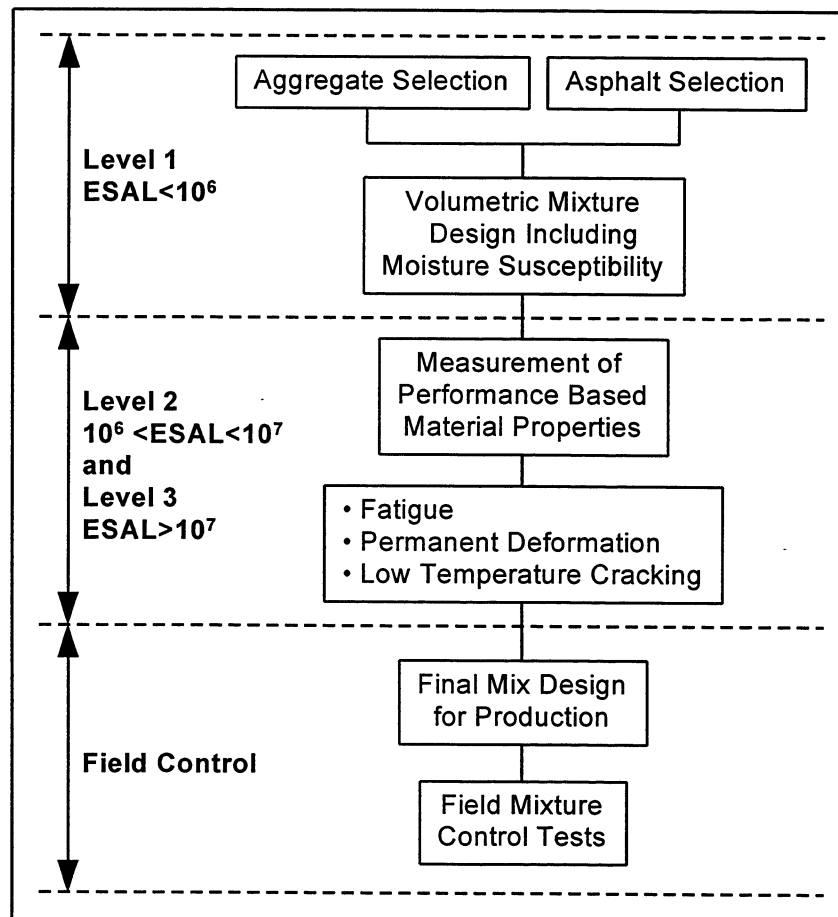 Aggregate Selection
Asphalt Selection
Level 1
ESAL<10⁶
Volumetric Mixture
Design Including
Moisture Susceptibility
Level 2
10⁶ <ESAL<10⁷
and
Level 3
ESAL>10⁷
Measurement of
Performance Based
Material Properties
• Fatigue
• Permanent Deformation
• Low Temperature Cracking
Field Control
Final Mix Design
for Production
Field Mixture
Control Tests